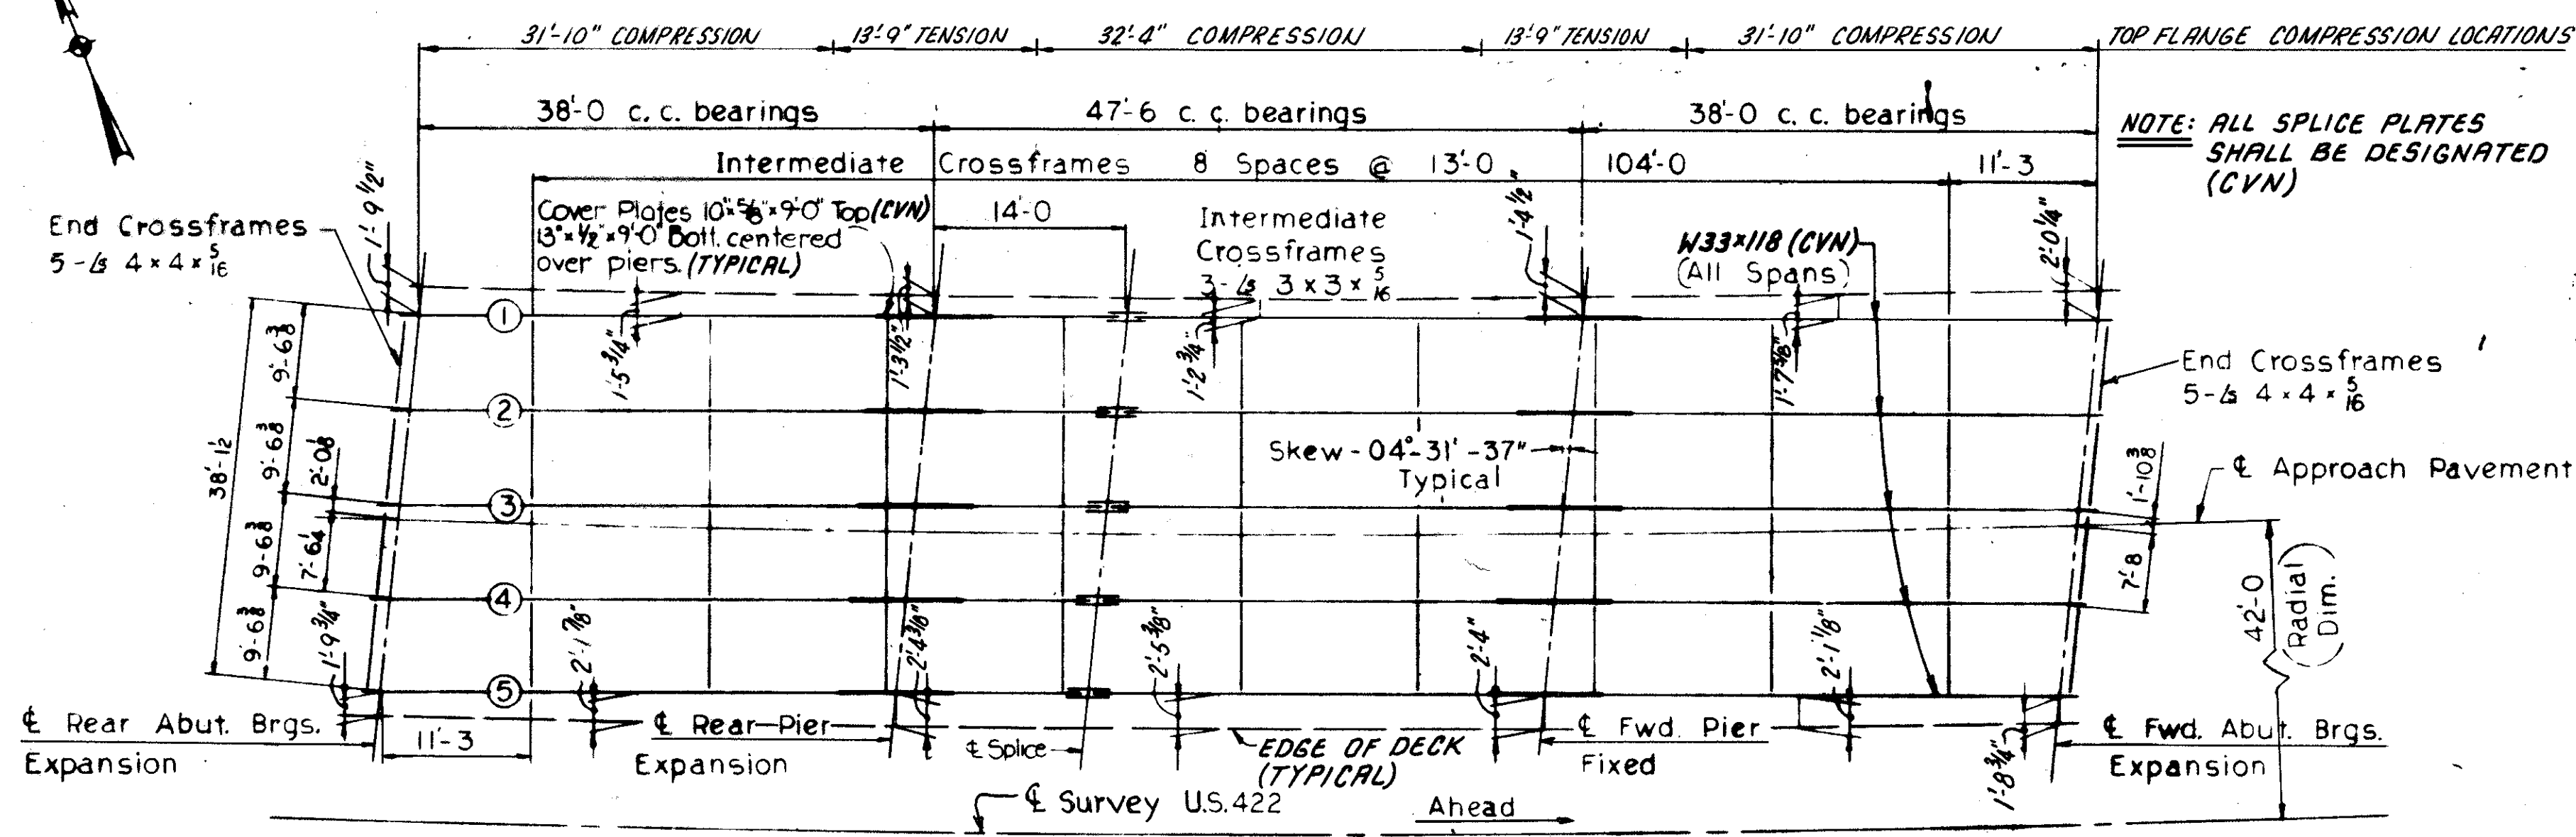 31'-10" COMPRESSION
13'-9" TENSION
32'-4" COMPRESSION
13'-9" TENSION
31'-10" COMPRESSION
TOP FLANGE COMPRESSION LOCATIONS
38'-0 c. c. bearings
47'-6 c. c. bearings
38'-0 c. c. bearings
NOTE: ALL SPLICE PLATES
SHALL BE DESIGNATED
(CVN)
Intermediate Crossframes 8 Spaces @ 13'-0 104'-0
11'-3
1'-9 1/2"
End Crossframes
5-Ls 4 x 4 x 5/16
Cover Plates 10"x 5/8"x 9'-0" Top (CVN)
13"x 1/2"x 9'-0" Bott. centered
over piers. (TYPICAL)
14'-0
Intermediate
Crossframes
3-Ls 3 x 3 x 5/16
1'-4 1/2"
W33x118 (CVN)
(All Spans)
2'-0 1/4"
1
1'-5 3/4"
1'-3 1/2"
1'-2 3/4"
1'-7 3/8"
End Crossframes
5-Ls 4 x 4 x 5/16
9'-6 3/8
2
38'-1 1/2
9'-6 3/8
2'-0 1/8
Skew - 04°-31'-37"
Typical
1'-10 3/8
℄ Approach Pavement
3
9'-6 3/8
7'-6 1/4
7'-8
42'-0
(Radial Dim.)
4
9'-6 3/8
1'-9 3/4"
2'-1 7/8"
2'-4 3/8"
2'-5 3/8"
2'-4"
2'-1 1/8"
5
℄ Rear Abut. Brgs.
Expansion
11'-3
℄ Rear Pier
Expansion
℄ Splice
EDGE OF DECK
(TYPICAL)
℄ Fwd. Pier
Fixed
1'-8 3/4"
℄ Fwd. Abut. Brgs.
Expansion
℄ Survey U.S.422
Ahead